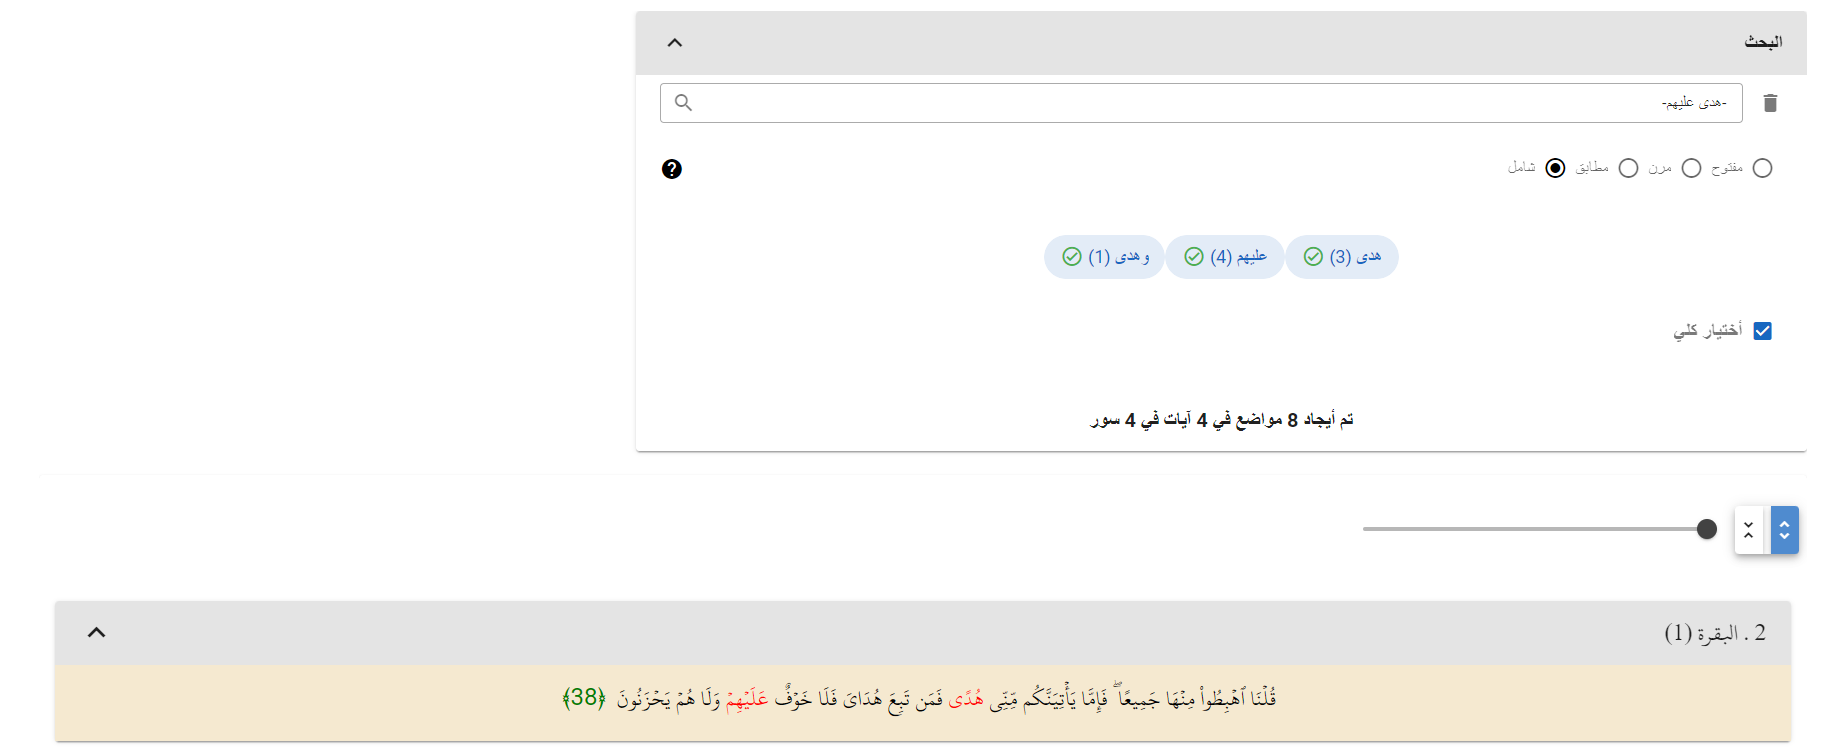 البحث
-هدى عليهم-
مفتوح مرن مطابق شامل
هدى (3) عليهم (4) وهدى (1)
أختيار كلي
تم أيجاد 8 مواضع في 4 آيات في 4 سور
2 . البقرة (1)
قُلْنَا ٱهْبِطُوا۟ مِنْهَا جَمِيعًا ۖ فَإِمَّا يَأْتِيَنَّكُم مِّنِّى هُدًى فَمَن تَبِعَ هُدَاىَ فَلَا خَوْفٌ عَلَيْهِمْ وَلَا هُمْ يَحْزَنُونَ ﴿38﴾